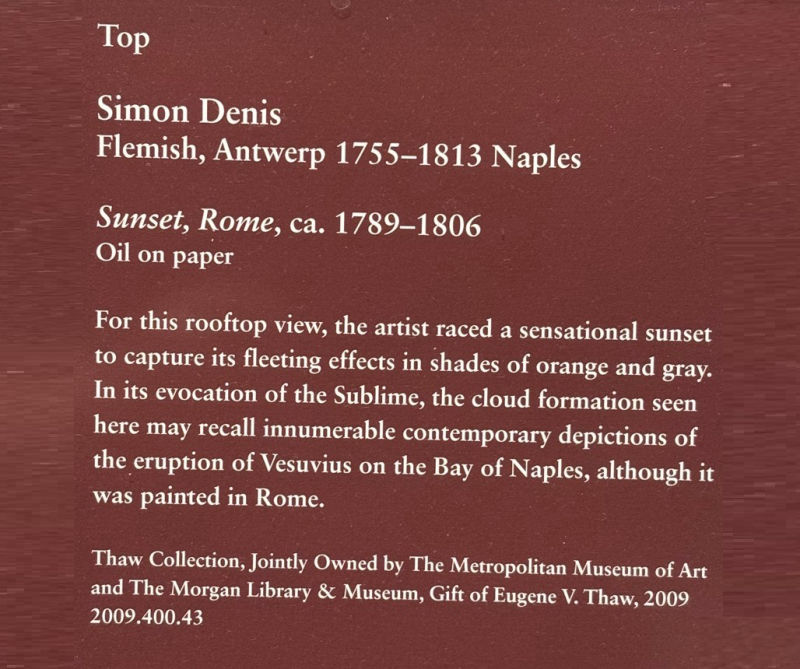 Top
Simon Denis
Flemish, Antwerp 1755–1813 Naples
Sunset, Rome, ca. 1789–1806
Oil on paper
For this rooftop view, the artist raced a sensational sunset
to capture its fleeting effects in shades of orange and gray.
In its evocation of the Sublime, the cloud formation seen
here may recall innumerable contemporary depictions of
the eruption of Vesuvius on the Bay of Naples, although it
was painted in Rome.
Thaw Collection, Jointly Owned by The Metropolitan Museum of Art
and The Morgan Library & Museum, Gift of Eugene V. Thaw, 2009
2009.400.43